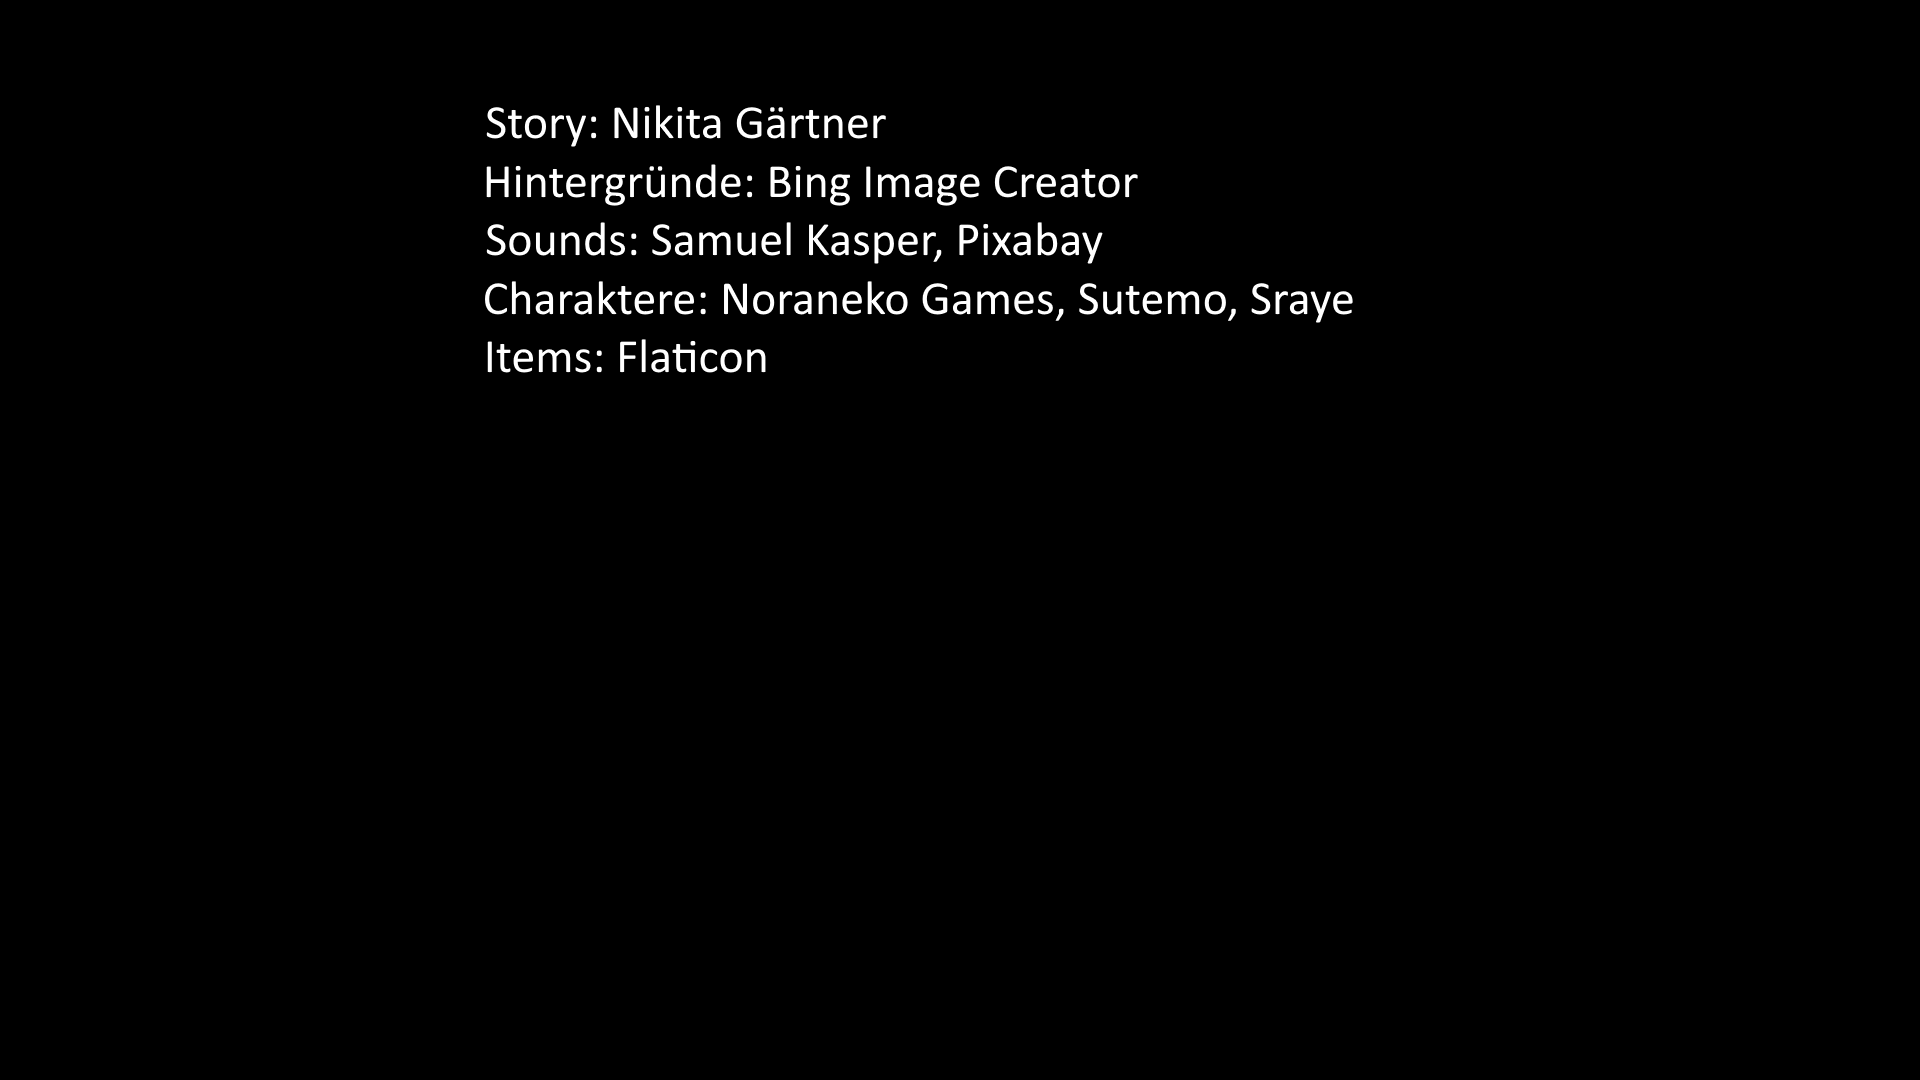 Story: Nikita Gärtner
Hintergründe: Bing Image Creator
Sounds: Samuel Kasper, Pixabay
Charaktere: Noraneko Games, Sutemo, Sraye
Items: Flaticon